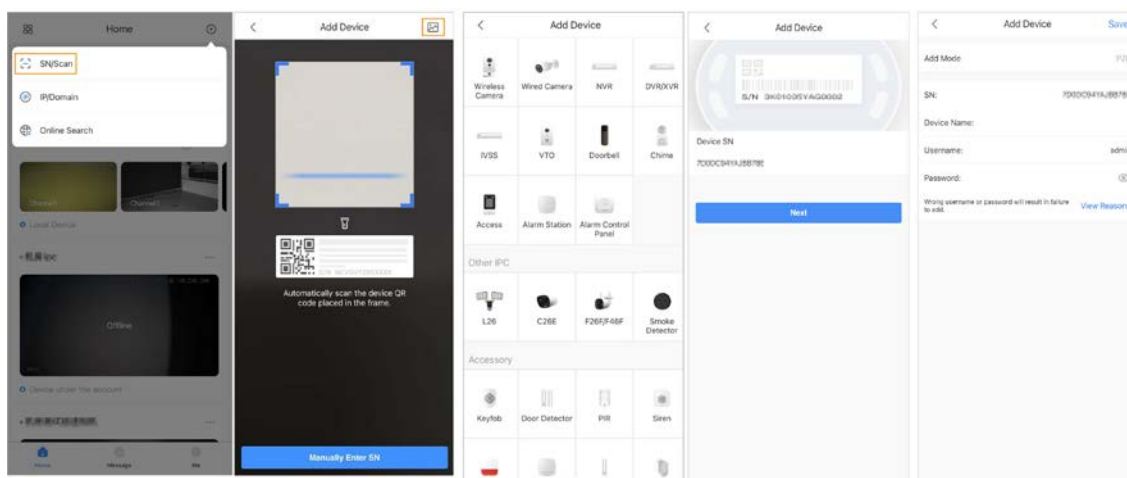 Home
SN/Scan
IP/Domain
Online Search
Channel1
Channel1
Local Device
Offline
Device under the account
Home
Message
Me
Add Device
Automatically scan the device QR
code placed in the frame.
Manually Enter SN
Add Device
Wireless
Camera
Wired Camera
NVR
DVR/XVR
IVSS
VTO
Doorbell
Chime
Access
Alarm Station
Alarm Control
Panel
Other IPC
L26
C26E
F26F/F46F
Smoke
Detector
Accessory
Keyfob
Door Detector
PIR
Siren
Add Device
Device SN
Next
Add Device
Save
Add Mode
SN:
Device Name:
Username:
admi
Password:
Wrong username or password will result in failure
to add.
View Reason